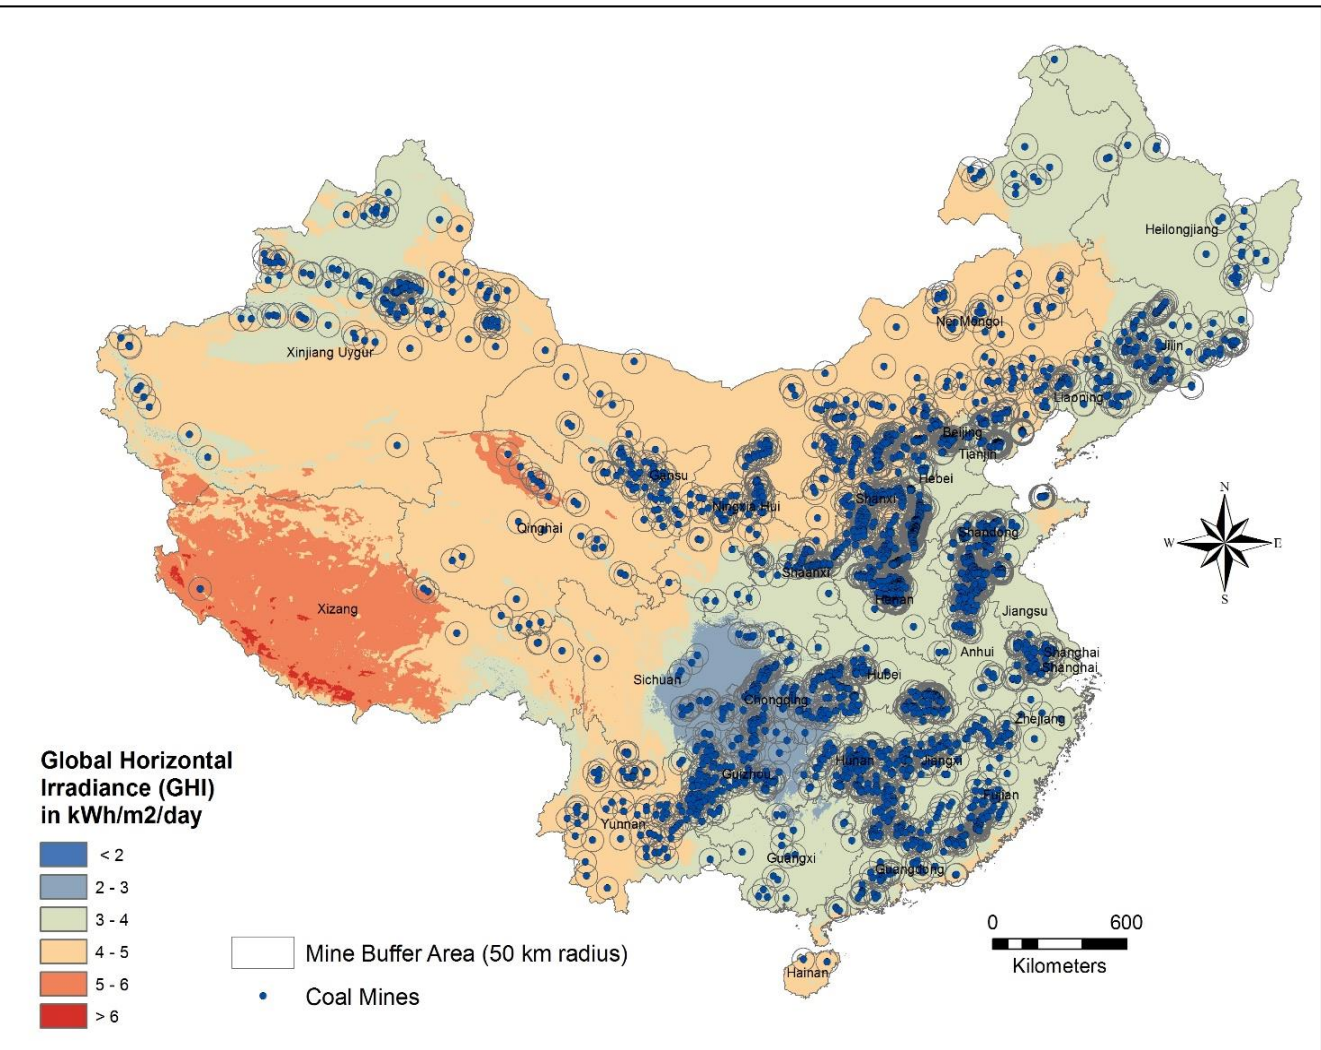 Heilongjiang
Nei Mongol
Jilin
Xinjiang Uygur
Liaoning
Beijing
Tianjin
Gansu
Hebei
Shanxi
Ningxia Hui
Qinghai
Shandong
Shaanxi
Henan
Xizang
Jiangsu
Anhui
Shanghai
Shanghai
Sichuan
Hubei
Chongqing
Zhejiang
Hunan
Jiangxi
Guizhou
Fujian
Yunnan
Guangxi
Guangdong
Hainan
N
W
E
S
Global Horizontal
Irradiance (GHI)
in kWh/m2/day
< 2
2 - 3
3 - 4
4 - 5
5 - 6
> 6
Mine Buffer Area (50 km radius)
Coal Mines
0 600
Kilometers